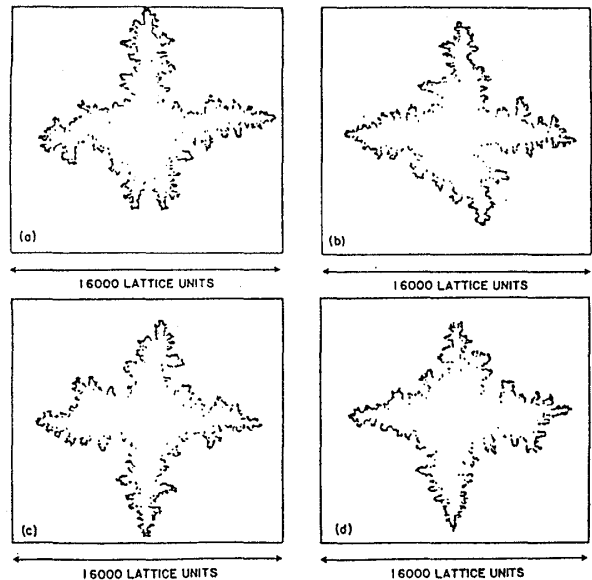 (a)
(b)
16000 LATTICE UNITS
16000 LATTICE UNITS
(c)
(d)
16000 LATTICE UNITS
16000 LATTICE UNITS